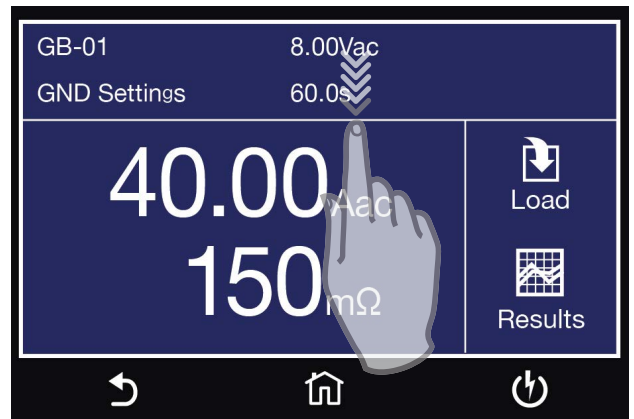 GB-01 8.00Vac
GND Settings 60.0s
40.00Aac
150mΩ
Load
Results